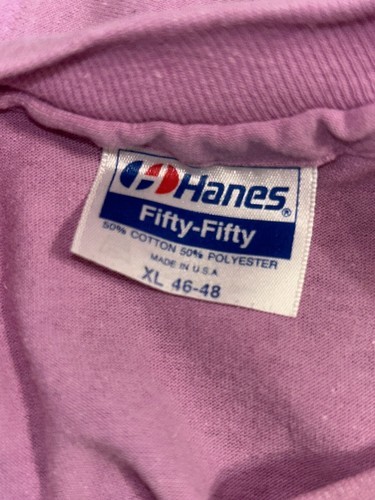 Hanes®
Fifty-Fifty
50% COTTON 50% POLYESTER
MADE IN U.S.A.
XL 46-48